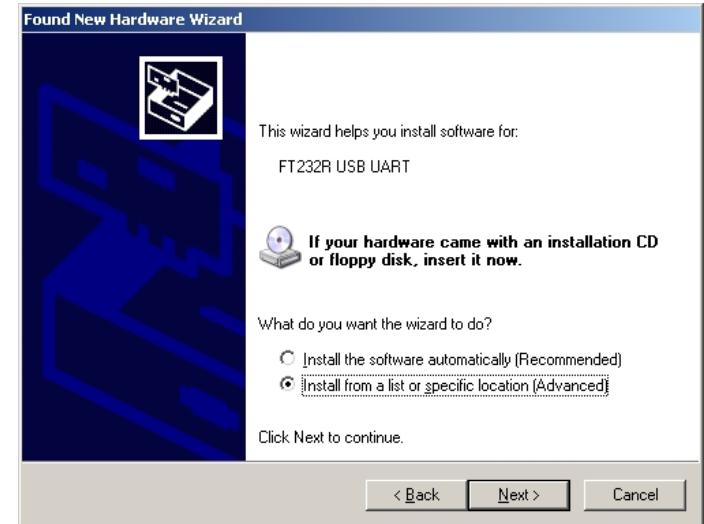 Found New Hardware Wizard
This wizard helps you install software for:
FT232R USB UART
If your hardware came with an installation CD
or floppy disk, insert it now.
What do you want the wizard to do?
Install the software automatically (Recommended)
Install from a list or specific location (Advanced)
Click Next to continue.
< Back Next > Cancel